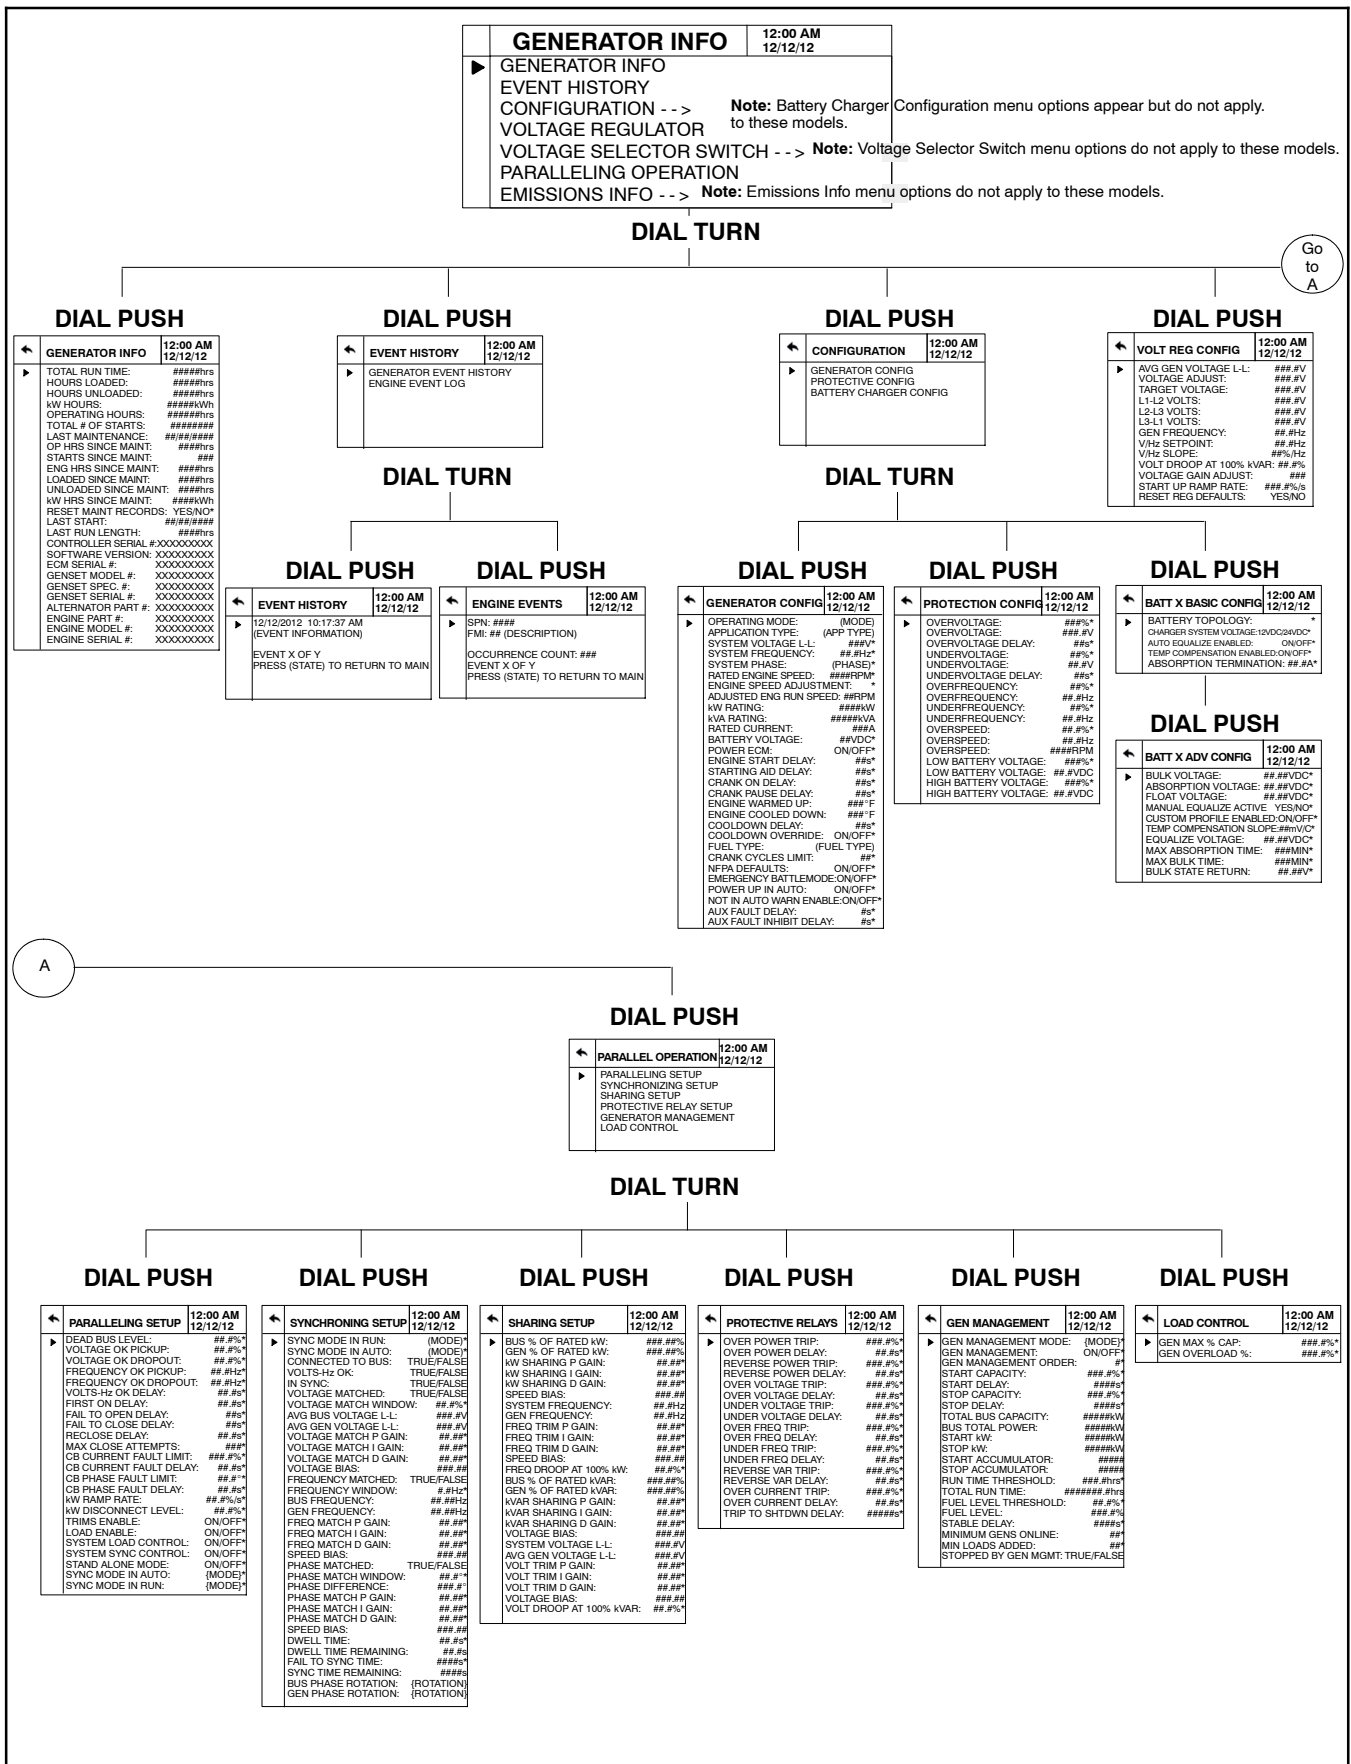 GENERATOR INFO 12:00 AM 12/12/12
GENERATOR INFO
EVENT HISTORY
CONFIGURATION - - > Note: Battery Charger Configuration menu options appear but do not apply.
to these models.
VOLTAGE REGULATOR
VOLTAGE SELECTOR SWITCH - - > Note: Voltage Selector Switch menu options do not apply to these models.
PARALLELING OPERATION
EMISSIONS INFO - - > Note: Emissions Info menu options do not apply to these models.
DIAL TURN
Go
to
A
DIAL PUSH
GENERATOR INFO 12:00 AM 12/12/12
TOTAL RUN TIME: #####hrs
HOURS LOADED: #####hrs
HOURS UNLOADED: #####hrs
kW HOURS: #####kWh
OPERATING HOURS: ######hrs
TOTAL # OF STARTS: ########
LAST MAINTENANCE: ##/##/####
OP HRS SINCE MAINT: ####hrs
STARTS SINCE MAINT: ###
ENG HRS SINCE MAINT: ####hrs
LOADED SINCE MAINT: ####hrs
UNLOADED SINCE MAINT: ####hrs
kW HRS SINCE MAINT: ####kWh
RESET MAINT RECORDS: YES/NO*
LAST START: ##/##/####
LAST RUN LENGTH: ####hrs
CONTROLLER SERIAL #:XXXXXXXXX
SOFTWARE VERSION: XXXXXXXXX
ECM SERIAL #: XXXXXXXXX
GENSET MODEL #: XXXXXXXXX
GENSET SPEC. #: XXXXXXXXX
GENSET SERIAL #: XXXXXXXXX
ALTERNATOR PART #: XXXXXXXXX
ENGINE PART #: XXXXXXXXX
ENGINE MODEL #: XXXXXXXXX
ENGINE SERIAL #: XXXXXXXXX
DIAL PUSH
EVENT HISTORY 12:00 AM 12/12/12
GENERATOR EVENT HISTORY
ENGINE EVENT LOG
DIAL TURN
DIAL PUSH
EVENT HISTORY 12:00 AM 12/12/12
12/12/2012 10:17:37 AM
(EVENT INFORMATION)
EVENT X OF Y
PRESS (STATE) TO RETURN TO MAIN
DIAL PUSH
ENGINE EVENTS 12:00 AM 12/12/12
SPN: ####
FMI: ## (DESCRIPTION)
OCCURRENCE COUNT: ###
EVENT X OF Y
PRESS (STATE) TO RETURN TO MAIN
DIAL PUSH
CONFIGURATION 12:00 AM 12/12/12
GENERATOR CONFIG
PROTECTIVE CONFIG
BATTERY CHARGER CONFIG
DIAL TURN
DIAL PUSH
GENERATOR CONFIG 12:00 AM 12/12/12
OPERATING MODE: (MODE)
APPLICATION TYPE: (APP TYPE)
SYSTEM VOLTAGE L-L: ###V*
SYSTEM FREQUENCY: ##.#Hz*
SYSTEM PHASE: (PHASE)*
RATED ENGINE SPEED: ####RPM*
ENGINE SPEED ADJUSTMENT: *
ADJUSTED ENG RUN SPEED: ##RPM
kW RATING: ####kW
kVA RATING: #####kVA
RATED CURRENT: ###A
BATTERY VOLTAGE: ##VDC*
POWER ECM: ON/OFF*
ENGINE START DELAY: ##s*
STARTING AID DELAY: ##s*
CRANK ON DELAY: ##s*
CRANK PAUSE DELAY: ##s*
ENGINE WARMED UP: ###°F
ENGINE COOLED DOWN: ###°F
COOLDOWN DELAY: ##s*
COOLDOWN OVERRIDE: ON/OFF*
FUEL TYPE: (FUEL TYPE)
CRANK CYCLES LIMIT: ##*
NFPA DEFAULTS: ON/OFF*
EMERGENCY BATTLEMODE:ON/OFF*
POWER UP IN AUTO: ON/OFF*
NOT IN AUTO WARN ENABLE:ON/OFF*
AUX FAULT DELAY: #s*
AUX FAULT INHIBIT DELAY: #s*
DIAL PUSH
PROTECTION CONFIG 12:00 AM 12/12/12
OVERVOLTAGE: ###%*
OVERVOLTAGE: ###.#V
OVERVOLTAGE DELAY: ##s*
UNDERVOLTAGE: ##%*
UNDERVOLTAGE: ##.#V
UNDERVOLTAGE DELAY: ##s*
OVERFREQUENCY: ##%*
OVERFREQUENCY: ##.#Hz
UNDERFREQUENCY: ##%*
UNDERFREQUENCY: ##.#Hz
OVERSPEED: ##.#%*
OVERSPEED: ##.#Hz
OVERSPEED: ####RPM
LOW BATTERY VOLTAGE: ###%*
LOW BATTERY VOLTAGE: ##.#VDC
HIGH BATTERY VOLTAGE: ###%*
HIGH BATTERY VOLTAGE: ##.#VDC
DIAL PUSH
BATT X BASIC CONFIG 12:00 AM 12/12/12
BATTERY TOPOLOGY: *
CHARGER SYSTEM VOLTAGE:12VDC/24VDC*
AUTO EQUALIZE ENABLED: ON/OFF*
TEMP COMPENSATION ENABLED:ON/OFF*
ABSORPTION TERMINATION: ##.#A*
DIAL PUSH
BATT X ADV CONFIG 12:00 AM 12/12/12
BULK VOLTAGE: ##.##VDC*
ABSORPTION VOLTAGE: ##.##VDC*
FLOAT VOLTAGE: ##.##VDC*
MANUAL EQUALIZE ACTIVE YES/NO*
CUSTOM PROFILE ENABLED:ON/OFF*
TEMP COMPENSATION SLOPE:##mV/C*
EQUALIZE VOLTAGE: ##.##VDC*
MAX ABSORPTION TIME: ###MIN*
MAX BULK TIME: ###MIN*
BULK STATE RETURN: ##.##V*
DIAL PUSH
VOLT REG CONFIG 12:00 AM 12/12/12
AVG GEN VOLTAGE L-L: ###.#V
VOLTAGE ADJUST: ###.#V
TARGET VOLTAGE: ###.#V
L1-L2 VOLTS: ###.#V
L2-L3 VOLTS: ###.#V
L3-L1 VOLTS: ###.#V
GEN FREQUENCY: ##.#Hz
V/Hz SETPOINT: ##.#Hz
V/Hz SLOPE: ##%/Hz
VOLT DROOP AT 100% kVAR: ##.#%
VOLTAGE GAIN ADJUST: ###
START UP RAMP RATE: ###.#%/s
RESET REG DEFAULTS: YES/NO
A
DIAL PUSH
PARALLEL OPERATION 12:00 AM 12/12/12
PARALLELING SETUP
SYNCHRONIZING SETUP
SHARING SETUP
PROTECTIVE RELAY SETUP
GENERATOR MANAGEMENT
LOAD CONTROL
DIAL TURN
DIAL PUSH
PARALLELING SETUP 12:00 AM 12/12/12
DEAD BUS LEVEL: ##.#%*
VOLTAGE OK PICKUP: ##.#%*
VOLTAGE OK DROPOUT: ##.#%*
FREQUENCY OK PICKUP: ##.#Hz*
FREQUENCY OK DROPOUT: ##.#Hz*
VOLTS-Hz OK DELAY: ##.#s*
FIRST ON DELAY: ##.#s*
FAIL TO OPEN DELAY: ##s*
FAIL TO CLOSE DELAY: ##s*
RECLOSE DELAY: ##.#s*
MAX CLOSE ATTEMPTS: ###*
CB CURRENT FAULT LIMIT: ###.#%*
CB CURRENT FAULT DELAY: ##.#s*
CB PHASE FAULT LIMIT: ##.#°*
CB PHASE FAULT DELAY: ##.#s*
kW RAMP RATE: ##.#%/s*
kW DISCONNECT LEVEL: ##.#%*
TRIMS ENABLE: ON/OFF*
LOAD ENABLE: ON/OFF*
SYSTEM LOAD CONTROL: ON/OFF*
SYSTEM SYNC CONTROL: ON/OFF*
STAND ALONE MODE: ON/OFF*
SYNC MODE IN AUTO: {MODE}*
SYNC MODE IN RUN: {MODE}*
DIAL PUSH
SYNCHRONING SETUP 12:00 AM 12/12/12
SYNC MODE IN RUN: (MODE)*
SYNC MODE IN AUTO: (MODE)*
CONNECTED TO BUS: TRUE/FALSE
VOLTS-Hz OK: TRUE/FALSE
IN SYNC: TRUE/FALSE
VOLTAGE MATCHED: TRUE/FALSE
VOLTAGE MATCH WINDOW: ##.#%*
AVG BUS VOLTAGE L-L: ###.#V
AVG GEN VOLTAGE L-L: ###.#V
VOLTAGE MATCH P GAIN: ##.##*
VOLTAGE MATCH I GAIN: ##.##*
VOLTAGE MATCH D GAIN: ##.##*
VOLTAGE BIAS: ###.##
FREQUENCY MATCHED: TRUE/FALSE
FREQUENCY WINDOW: #.#Hz*
BUS FREQUENCY: ##.##Hz
GEN FREQUENCY: ##.##Hz
FREQ MATCH P GAIN: ##.##*
FREQ MATCH I GAIN: ##.##*
FREQ MATCH D GAIN: ##.##*
SPEED BIAS: ###.##
PHASE MATCHED: TRUE/FALSE
PHASE MATCH WINDOW: ##.#°*
PHASE DIFFERENCE: ###.#°
PHASE MATCH P GAIN: ##.##*
PHASE MATCH I GAIN: ##.##*
PHASE MATCH D GAIN: ##.##*
SPEED BIAS: ###.##
DWELL TIME: ##.#s*
DWELL TIME REMAINING: ##.#s
FAIL TO SYNC TIME: ####s*
SYNC TIME REMAINING: ####s
BUS PHASE ROTATION: {ROTATION}
GEN PHASE ROTATION: {ROTATION}
DIAL PUSH
SHARING SETUP 12:00 AM 12/12/12
BUS % OF RATED kW: ###.##%
GEN % OF RATED kW: ###.##%
kW SHARING P GAIN: ##.##*
kW SHARING I GAIN: ##.##*
kW SHARING D GAIN: ##.##*
SPEED BIAS: ###.##
SYSTEM FREQUENCY: ##.#Hz
GEN FREQUENCY: ##.#Hz
FREQ TRIM P GAIN: ##.##*
FREQ TRIM I GAIN: ##.##*
FREQ TRIM D GAIN: ##.##*
SPEED BIAS: ###.##
FREQ DROOP AT 100% kW: ##.#%*
BUS % OF RATED kVAR: ###.##%
GEN % OF RATED kVAR: ###.##%
kVAR SHARING P GAIN: ##.##*
kVAR SHARING I GAIN: ##.##*
kVAR SHARING D GAIN: ##.##*
VOLTAGE BIAS: ###.##
SYSTEM VOLTAGE L-L: ###.#V
AVG GEN VOLTAGE L-L: ###.#V
VOLT TRIM P GAIN: ##.##*
VOLT TRIM I GAIN: ##.##*
VOLT TRIM D GAIN: ##.##*
VOLTAGE BIAS: ###.##
VOLT DROOP AT 100% kVAR: ##.#%*
DIAL PUSH
PROTECTIVE RELAYS 12:00 AM 12/12/12
OVER POWER TRIP: ###.#%*
OVER POWER DELAY: ##.#s*
REVERSE POWER TRIP: ###.#%*
REVERSE POWER DELAY: ##.#s*
OVER VOLTAGE TRIP: ###.#%*
OVER VOLTAGE DELAY: ##.#s*
UNDER VOLTAGE TRIP: ###.#%*
UNDER VOLTAGE DELAY: ##.#s*
OVER FREQ TRIP: ###.#%*
OVER FREQ DELAY: ##.#s*
UNDER FREQ TRIP: ###.#%*
UNDER FREQ DELAY: ##.#s*
REVERSE VAR TRIP: ###.#%*
REVERSE VAR DELAY: ##.#s*
OVER CURRENT TRIP: ###.#%*
OVER CURRENT DELAY: ##.#s*
TRIP TO SHTDWN DELAY: #####s*
DIAL PUSH
GEN MANAGEMENT 12:00 AM 12/12/12
GEN MANAGEMENT MODE: {MODE}*
GEN MANAGEMENT: ON/OFF*
GEN MANAGEMENT ORDER: #*
START CAPACITY: ###.#%*
START DELAY: ####s*
STOP CAPACITY: ###.#%*
STOP DELAY: ####s*
TOTAL BUS CAPACITY: #####kW
BUS TOTAL POWER: #####kW
START kW: #####kW
STOP kW: #####kW
START ACCUMULATOR: #####
STOP ACCUMULATOR: #####
RUN TIME THRESHOLD: ###.#hrs*
TOTAL RUN TIME: #######.#hrs
FUEL LEVEL THRESHOLD: ##.#%*
FUEL LEVEL: ###.#%
STABLE DELAY: ####s*
MINIMUM GENS ONLINE: ##*
MIN LOADS ADDED: ##*
STOPPED BY GEN MGMT: TRUE/FALSE
DIAL PUSH
LOAD CONTROL 12:00 AM 12/12/12
GEN MAX % CAP: ###.#%*
GEN OVERLOAD %: ###.#%*